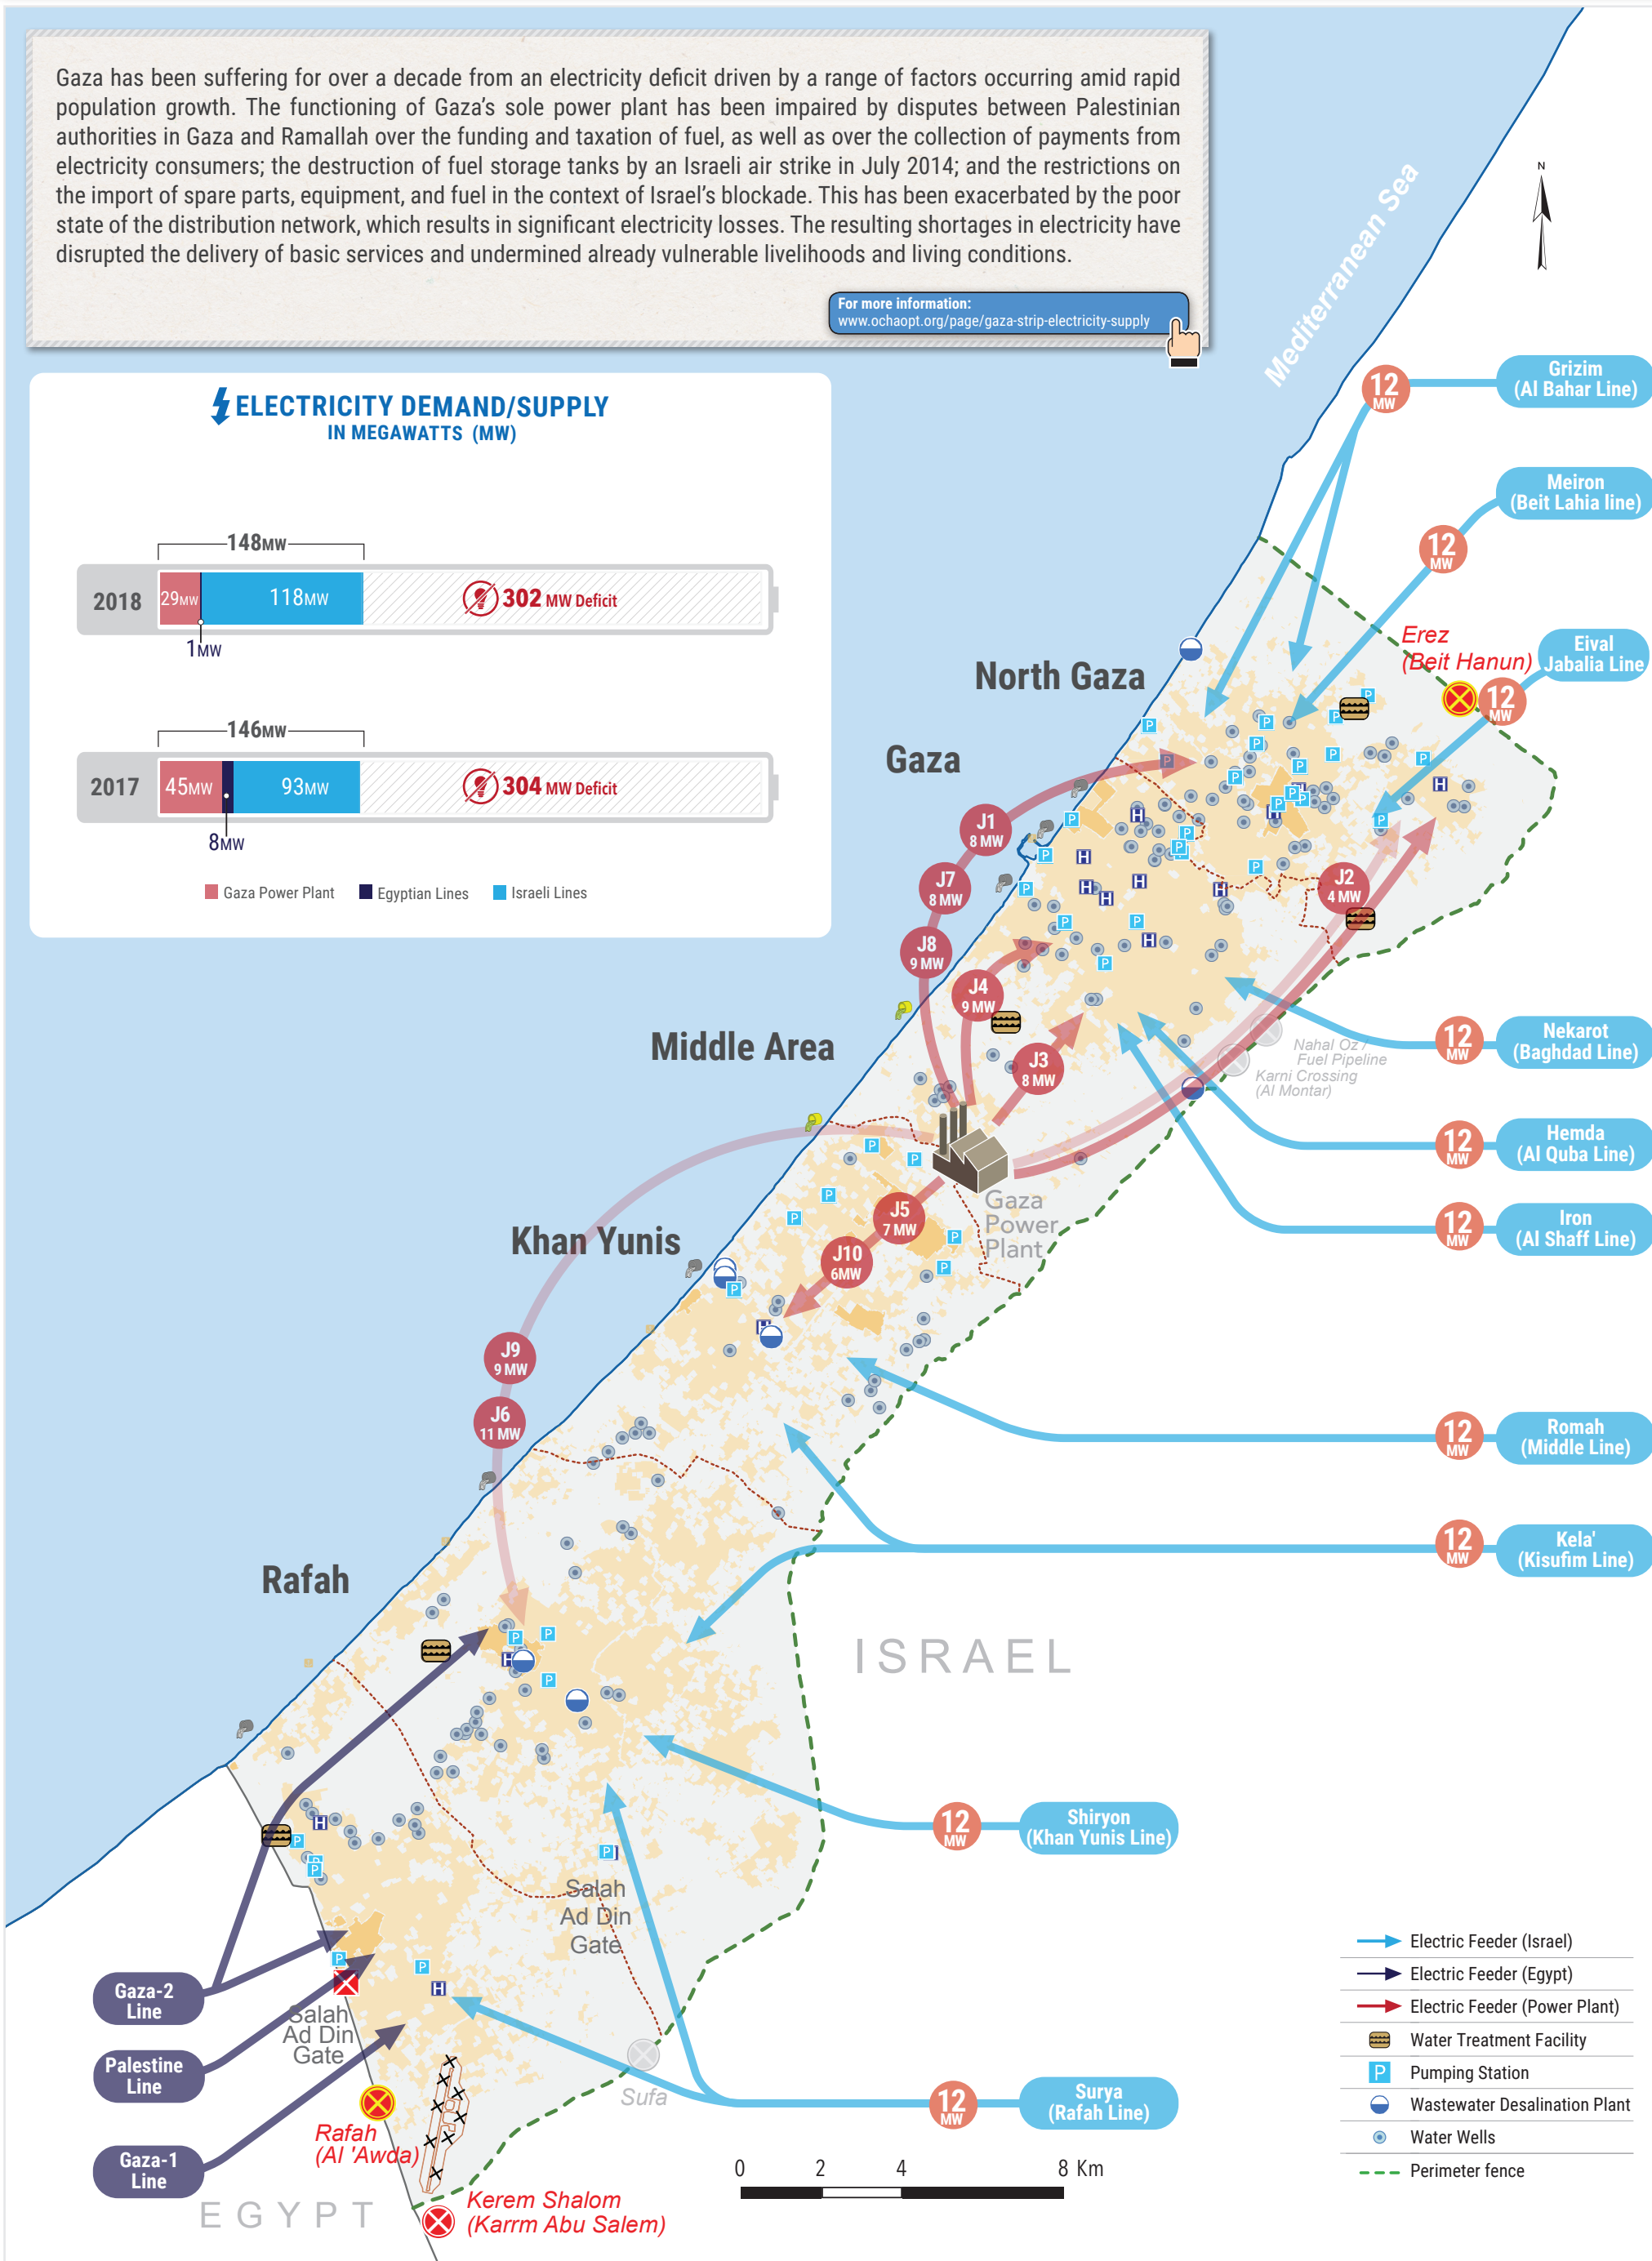 Gaza has been suffering for over a decade from an electricity deficit driven by a range of factors occurring amid rapid
population growth. The functioning of Gaza's sole power plant has been impaired by disputes between Palestinian
authorities in Gaza and Ramallah over the funding and taxation of fuel, as well as over the collection of payments from
electricity consumers; the destruction of fuel storage tanks by an Israeli air strike in July 2014; and the restrictions on
the import of spare parts, equipment, and fuel in the context of Israel's blockade. This has been exacerbated by the poor
state of the distribution network, which results in significant electricity losses. The resulting shortages in electricity have
disrupted the delivery of basic services and undermined already vulnerable livelihoods and living conditions.
For more information:
www.ochaopt.org/page/gaza-strip-electricity-supply
N
Mediterranean Sea
ELECTRICITY DEMAND/SUPPLY
IN MEGAWATTS (MW)
148MW
2018
29MW
118MW
302 MW Deficit
1MW
146MW
2017
45MW
93MW
304 MW Deficit
8MW
Gaza Power Plant
Egyptian Lines
Israeli Lines
12
MW
Grizim
(Al Bahar Line)
12
MW
Meiron
(Beit Lahia line)
Erez
(Beit Hanun)
12
MW
Eival
Jabalia Line
North Gaza
Gaza
J1
8 MW
J7
8 MW
J8
9 MW
J4
9 MW
J2
4 MW
J3
8 MW
Middle Area
Nahal Oz /
Fuel Pipeline
Karni Crossing
(Al Montar)
12
MW
Nekarot
(Baghdad Line)
12
MW
Hemda
(Al Quba Line)
12
MW
Iron
(Al Shaff Line)
Gaza
Power
Plant
J5
7 MW
J10
6MW
Khan Yunis
J9
9 MW
J6
11 MW
12
MW
Romah
(Middle Line)
12
MW
Kela'
(Kisufim Line)
Rafah
ISRAEL
12
MW
Shiryon
(Khan Yunis Line)
Salah
Ad Din
Gate
Gaza-2
Line
Salah
Ad Din
Gate
Palestine
Line
Gaza-1
Line
Rafah
(Al 'Awda)
Sufa
12
MW
Surya
(Rafah Line)
EGYPT
Kerem Shalom
(Karrm Abu Salem)
0 2 4 8 Km
Electric Feeder (Israel)
Electric Feeder (Egypt)
Electric Feeder (Power Plant)
Water Treatment Facility
P Pumping Station
Wastewater Desalination Plant
Water Wells
Perimeter fence